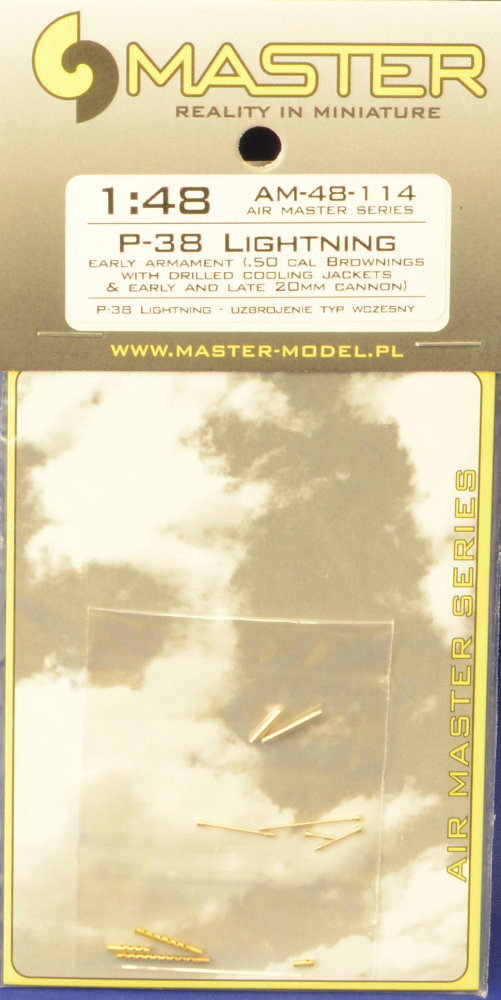 MASTER
REALITY IN MINIATURE
1:48
AM-48-114
AIR MASTER SERIES
P-38 LIGHTNING
EARLY ARMAMENT (.50 CAL BROWNINGS
WITH DRILLED COOLING JACKETS
& EARLY AND LATE 20MM CANNON)
P-38 LIGHTNING - UZBROJENIE TYP WCZESNY
WWW.MASTER-MODEL.PL
AIR MASTER SERIES